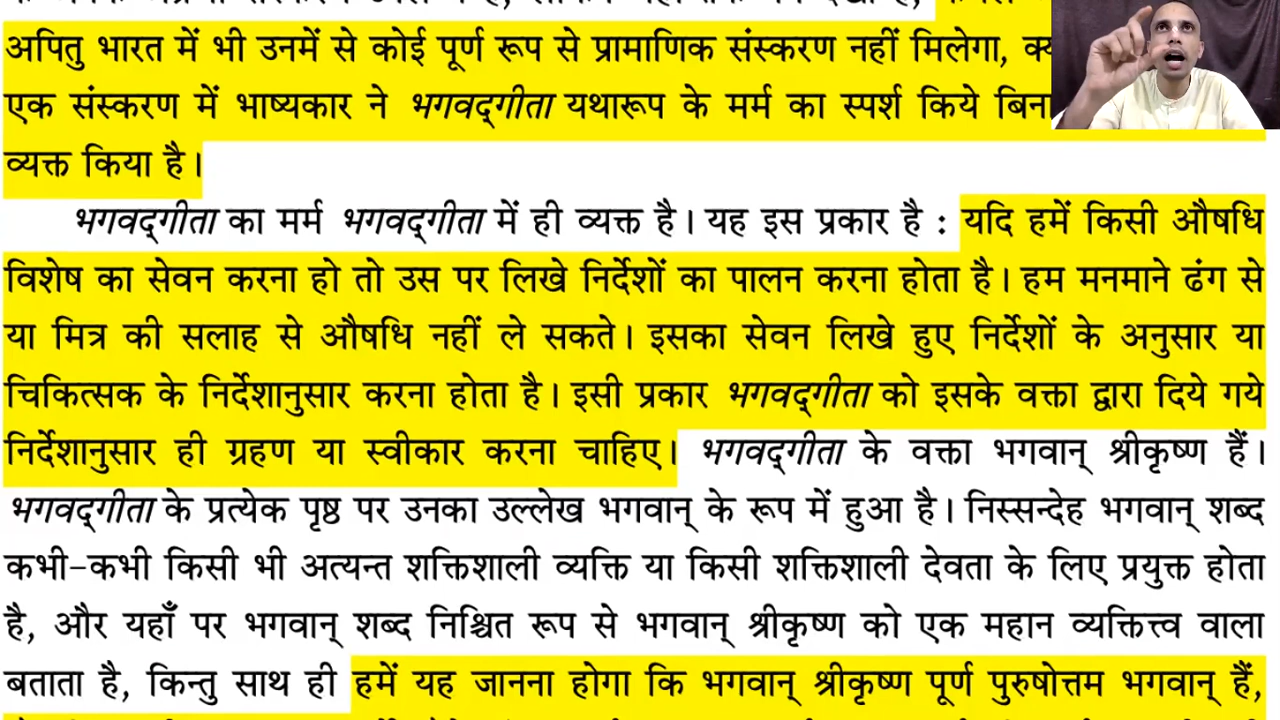 अपितु भारत में भी उनमें से कोई पूर्ण रूप से प्रामाणिक संस्करण नहीं मिलेगा,
एक संस्करण में भाष्यकार ने भगवद्‌गीता यथारूप के मर्म का स्पर्श किये बिना
व्यक्त किया है।
भगवद्‌गीता का मर्म भगवद्‌गीता में ही व्यक्त है। यह इस प्रकार है : यदि हमें किसी औषधि
विशेष का सेवन करना हो तो उस पर लिखे निर्देशों का पालन करना होता है। हम मनमाने ढंग से
या मित्र की सलाह से औषधि नहीं ले सकते। इसका सेवन लिखे हुए निर्देशों के अनुसार या
चिकित्सक के निर्देशानुसार करना होता है। इसी प्रकार भगवद्‌गीता को इसके वक्ता द्वारा दिये गये
निर्देशानुसार ही ग्रहण या स्वीकार करना चाहिए। भगवद्‌गीता के वक्ता भगवान् श्रीकृष्ण हैं।
भगवद्‌गीता के प्रत्येक पृष्ठ पर उनका उल्लेख भगवान् के रूप में हुआ है। निस्सन्देह भगवान् शब्द
कभी-कभी किसी भी अत्यन्त शक्तिशाली व्यक्ति या किसी शक्तिशाली देवता के लिए प्रयुक्त होता
है, और यहाँ पर भगवान् शब्द निश्चित रूप से भगवान् श्रीकृष्ण को एक महान व्यक्तित्त्व वाला
बताता है, किन्तु साथ ही हमें यह जानना होगा कि भगवान् श्रीकृष्ण पूर्ण पुरुषोत्तम भगवान् हैं,